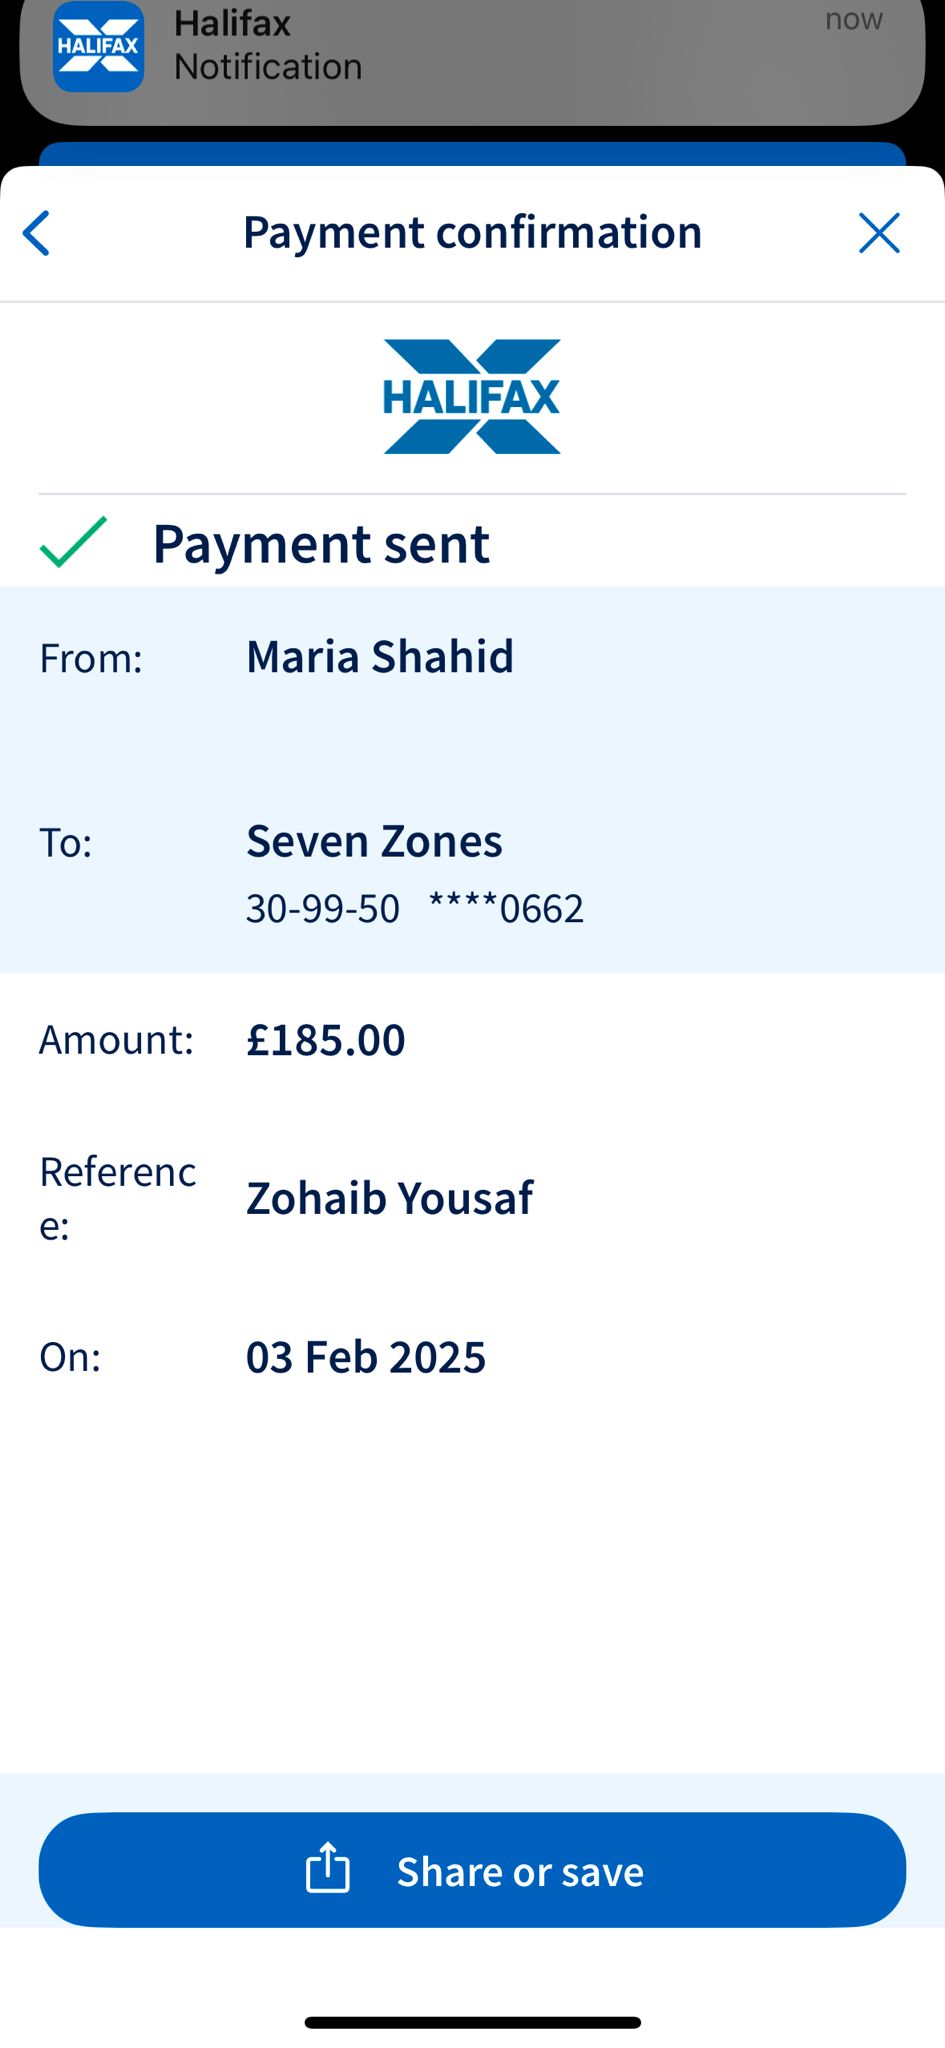 Halifax
now
HALIFAX
Notification
Payment confirmation
HALIFAX
Payment sent
From: Maria Shahid
To: Seven Zones
30-99-50 ****0662
Amount: £185.00
Referenc
e:
Zohaib Yousaf
On: 03 Feb 2025
Share or save